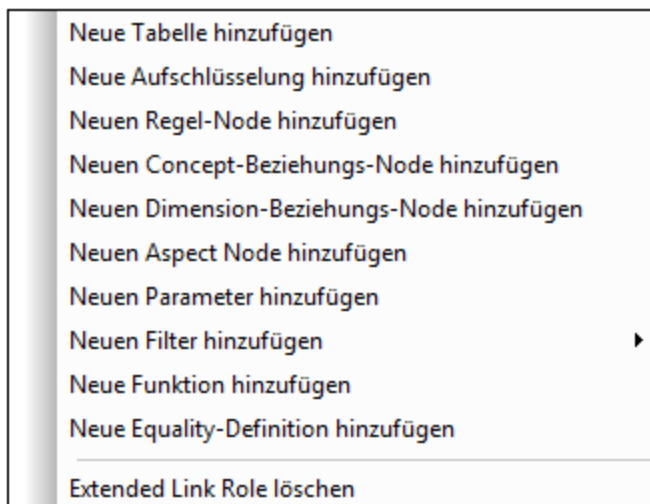 Neue Tabelle hinzufügen
Neue Aufschlüsselung hinzufügen
Neuen Regel-Node hinzufügen
Neuen Concept-Beziehungs-Node hinzufügen
Neuen Dimension-Beziehungs-Node hinzufügen
Neuen Aspect Node hinzufügen
Neuen Parameter hinzufügen
Neuen Filter hinzufügen
Neue Funktion hinzufügen
Neue Equality-Definition hinzufügen
Extended Link Role löschen